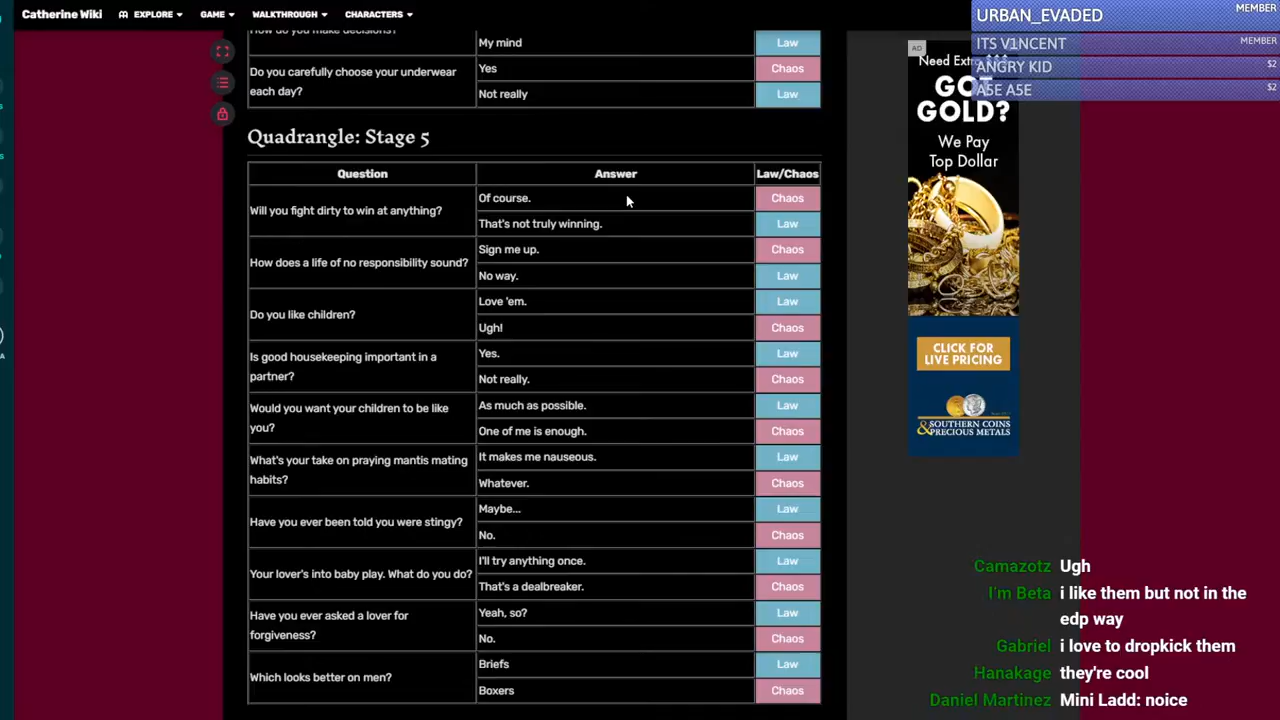 Catherine Wiki
EXPLORE
GAME
WALKTHROUGH
CHARACTERS
How do you make decisions?
My mind
Law
Do you carefully choose your underwear
each day?
Yes
Chaos
Not really
Law
Quadrangle: Stage 5
Question
Answer
Law/Chaos
Will you fight dirty to win at anything?
Of course.
Chaos
That's not truly winning.
Law
How does a life of no responsibility sound?
Sign me up.
Chaos
No way.
Law
Do you like children?
Love 'em.
Law
Ugh!
Chaos
Is good housekeeping important in a
partner?
Yes.
Law
Not really.
Chaos
Would you want your children to be like
you?
As much as possible.
Law
One of me is enough.
Chaos
What's your take on praying mantis mating
habits?
It makes me nauseous.
Law
Whatever.
Chaos
Have you ever been told you were stingy?
Maybe...
Law
No.
Chaos
Your lover's into baby play. What do you do?
I'll try anything once.
Law
That's a dealbreaker.
Chaos
Have you ever asked a lover for
forgiveness?
Yeah, so?
Law
No.
Chaos
Which looks better on men?
Briefs
Law
Boxers
Chaos
URBAN_EVADED
MEMBER
ITS V1NCENT
MEMBER
ANGRY KID
$2
A5E A5E
$2
AD
Need
GOT
GOLD?
We Pay
Top Dollar
CLICK FOR
LIVE PRICING
SOUTHERN COINS
& PRECIOUS METALS
Camazotz Ugh
I'm Beta i like them but not in the
edp way
Gabriel i love to dropkick them
Hanakage they're cool
Daniel Martinez Mini Ladd: noice